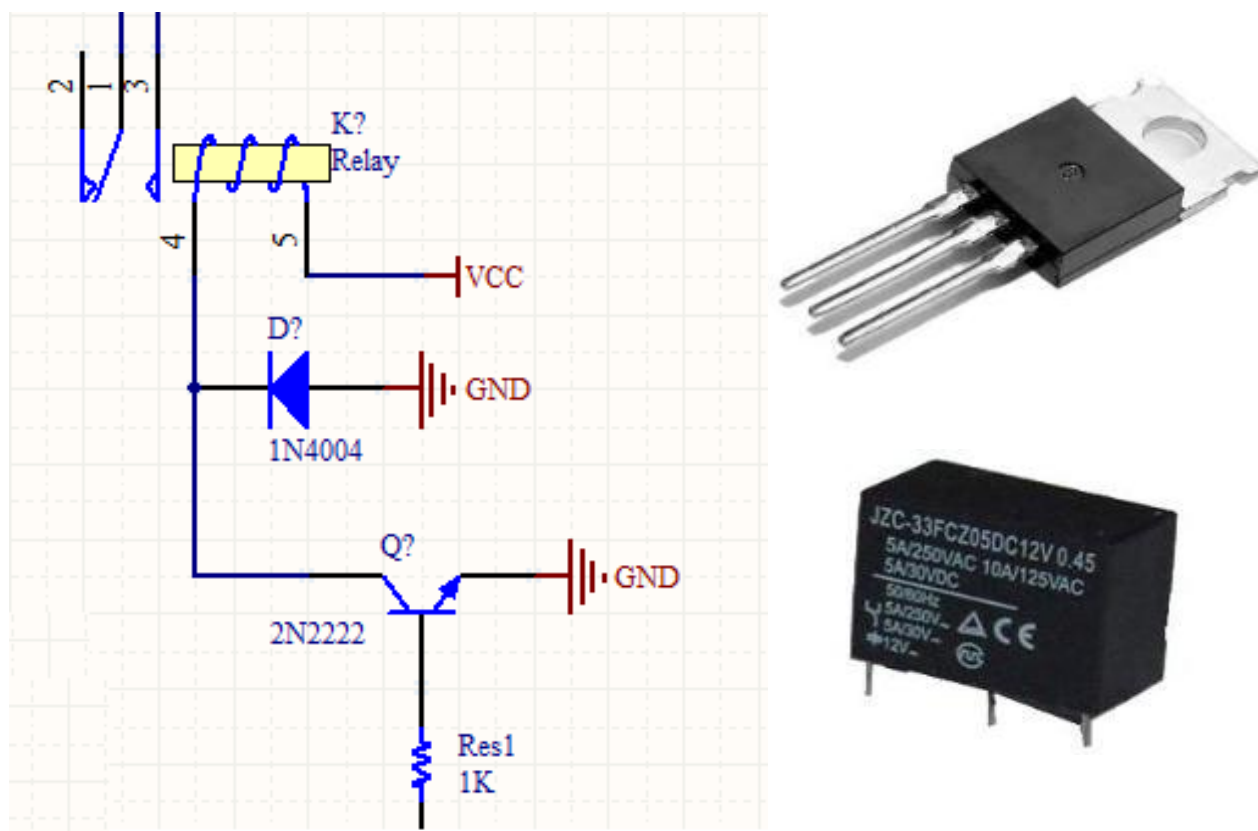 2
1
3
K?
Relay
4
5
VCC
D?
GND
1N4004
Q?
GND
2N2222
Res1
1K
JZC-33FCZ05DC12V 0.45
5A/250VAC 10A/125VAC
5A/30VDC
50/60Hz
5A/250V~
5A/30V⎓
12V⎓
CE